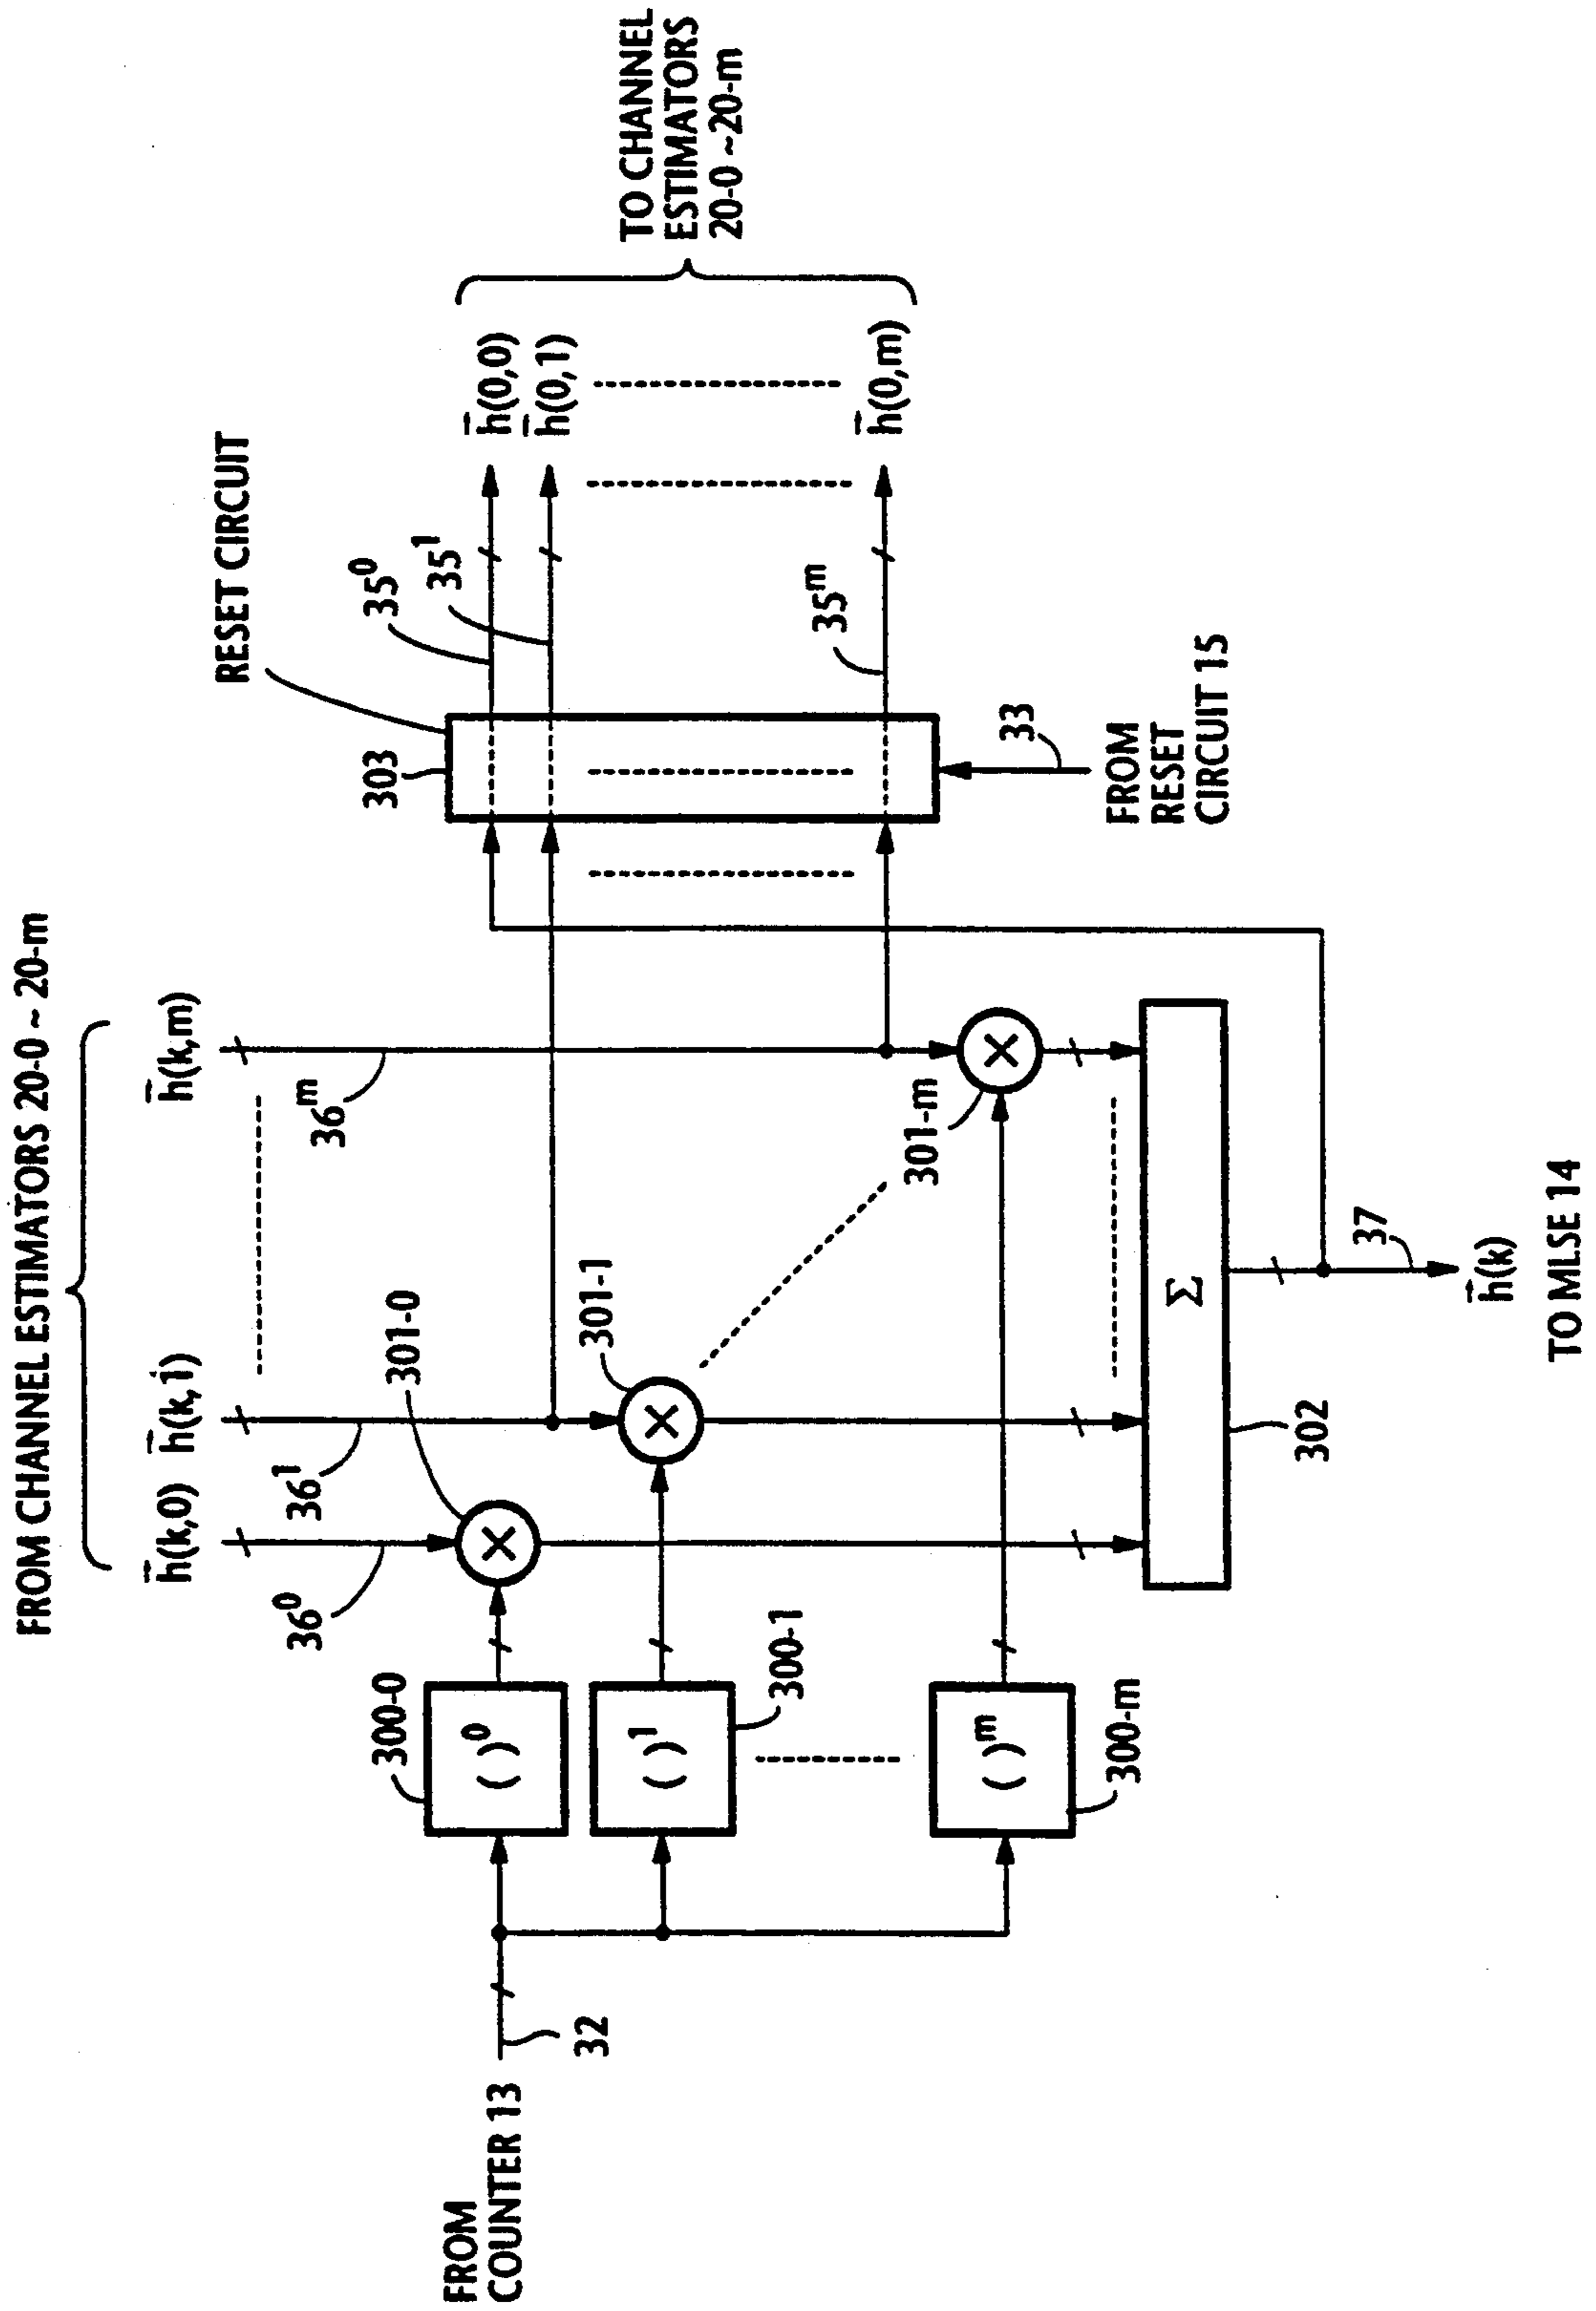 FROM CHANNEL ESTIMATORS 20-0 ~ 20-m
h⃗(k,0) h⃗(k,1)
h⃗(k,m)
36⁰
36¹
36ᵐ
RESET CIRCUIT
300-0
( )⁰
301-0
303
35⁰
35¹
h⃗(0,0)
h⃗(0,1)
TO CHANNEL
ESTIMATORS
20-0 ~20-m
FROM
COUNTER 13
32
( )¹
300-1
301-1
35ᵐ
h⃗(0,m)
( )ᵐ
300-m
301-m
33
FROM
RESET
CIRCUIT 15
Σ
302
37
h⃗(k)
TO MLSE 14